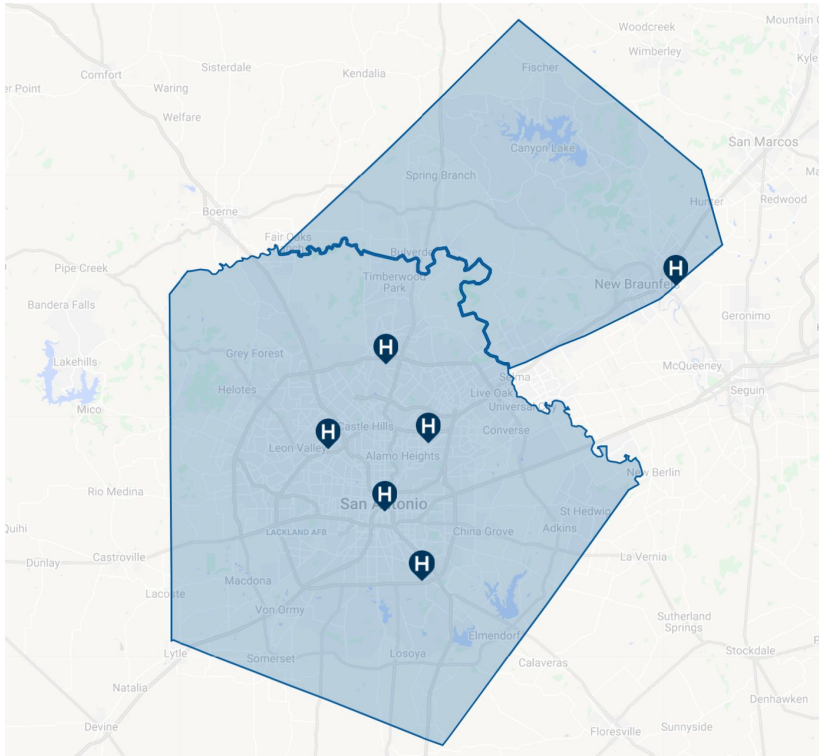 Woodcreek
Mountain C
Wimberley
Kyle
Sisterdale
Kendalia
Fischer
Comfort
er Point
Waring
Welfare
Canyon Lake
San Marcos
Spring Branch
Boerne
Hunter
Redwood
Fair Oaks
Bulverde
Pipe Creek
Timberwood
Park
H
New Braunfels
Bandera Falls
Geronimo
H
Grey Forest
Lakehills
Selma
McQueeney
Helotes
Live Oak
Seguin
Mico
Universal
H
H
Castle Hills
Converse
Leon Valley
Alamo Heights
New Berlin
Rio Medina
H
San Antonio
St Hedwig
Quihi
LACKLAND AFB
China Grove
Adkins
Dunlay
Castroville
La Vernia
H
Macdona
Lacoste
Von Ormy
Sutherland
Springs
Elmendorf
Lytle
Somerset
Losoya
Calaveras
Stockdale
Natalia
Denhawken
Devine
Floresville
Sunnyside